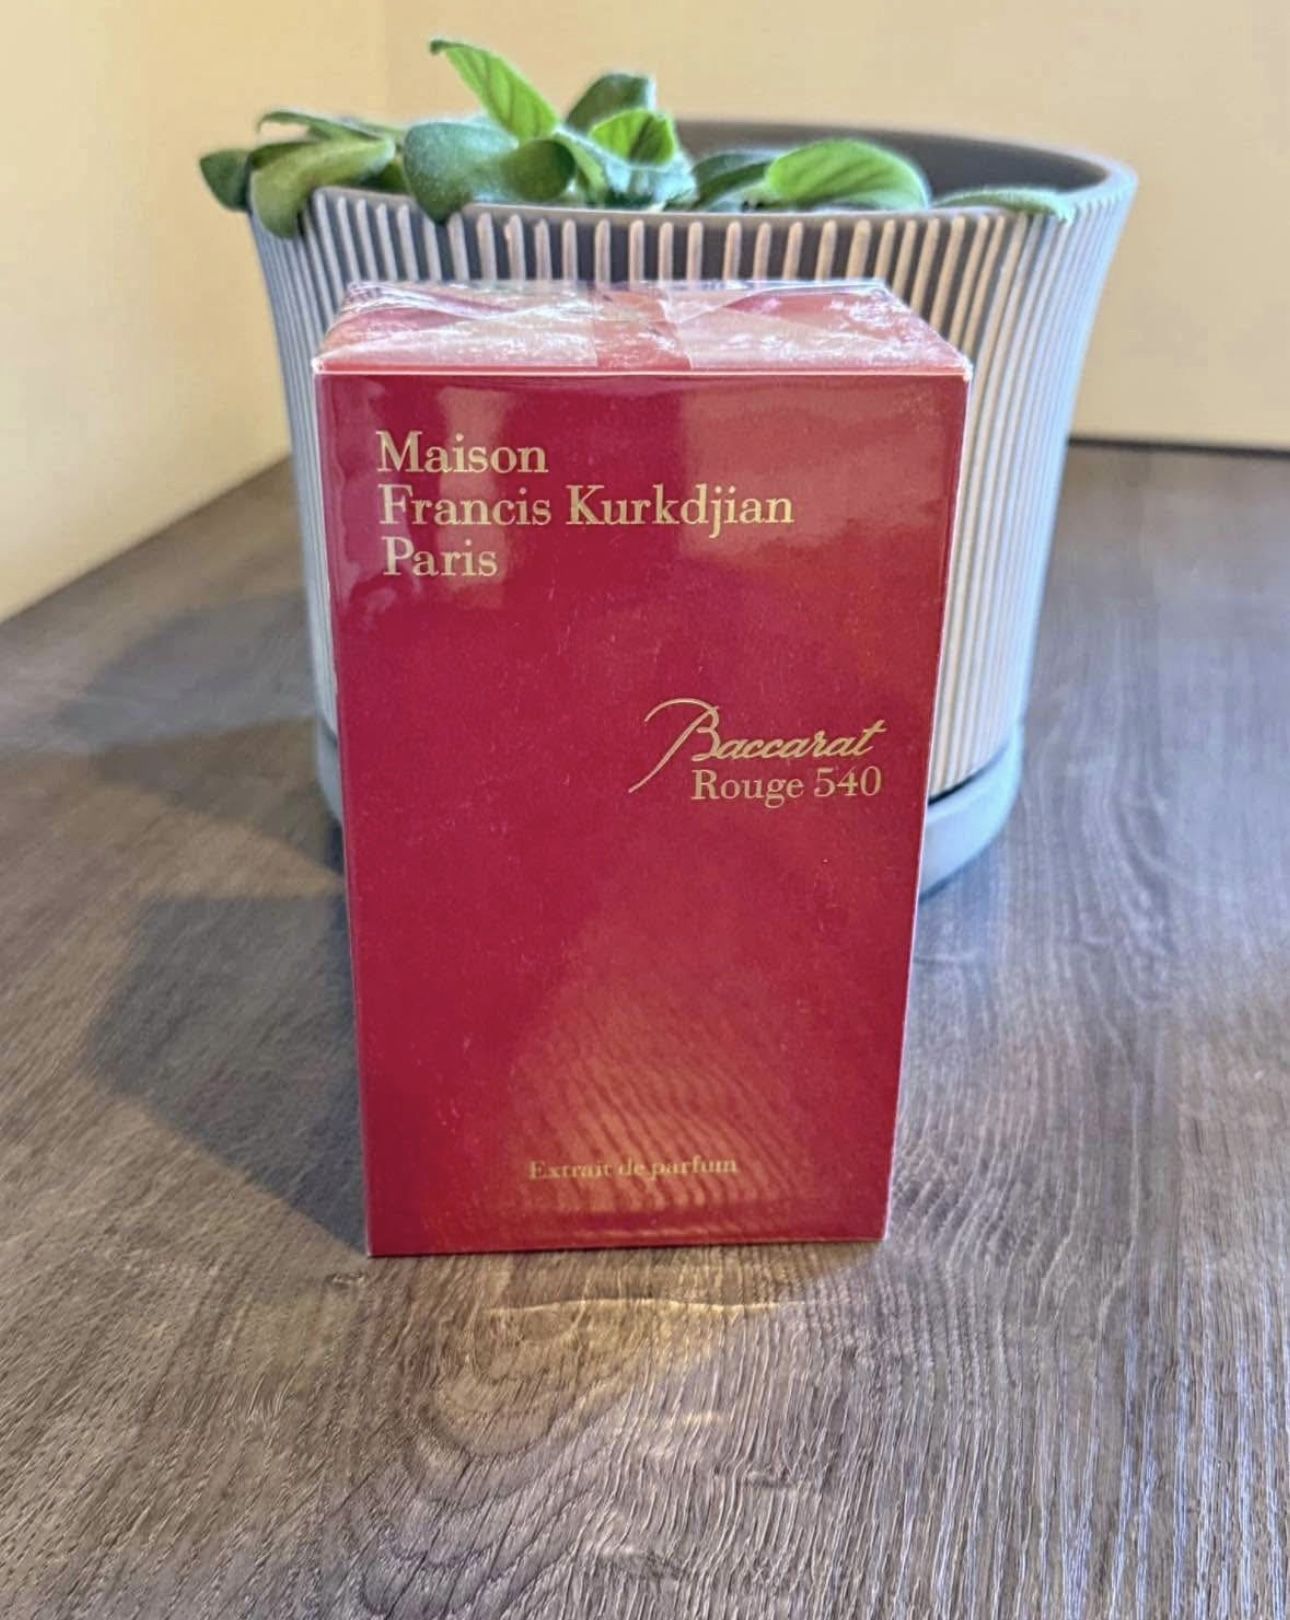 Maison
Francis Kurkdjian
Paris
Baccarat
Rouge 540
Extrait de parfum